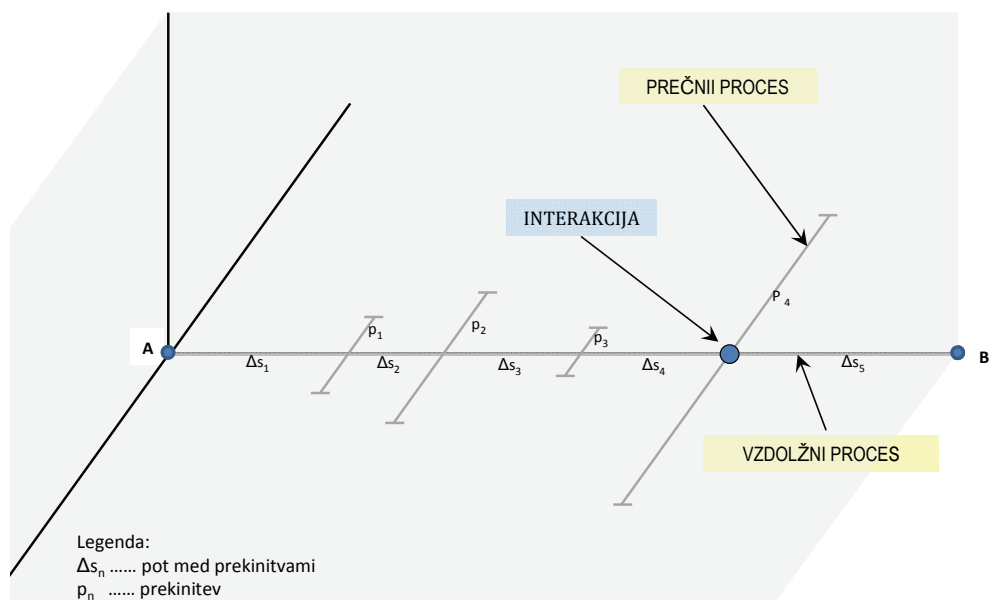 PREČNII PROCES
INTERAKCIJA
P 4
p1
p2
p3
A
B
Δs1
Δs2
Δs3
Δs4
Δs5
VZDOLŽNI PROCES
Legenda:
Δsn ...... pot med prekinitvami
pn ...... prekinitev